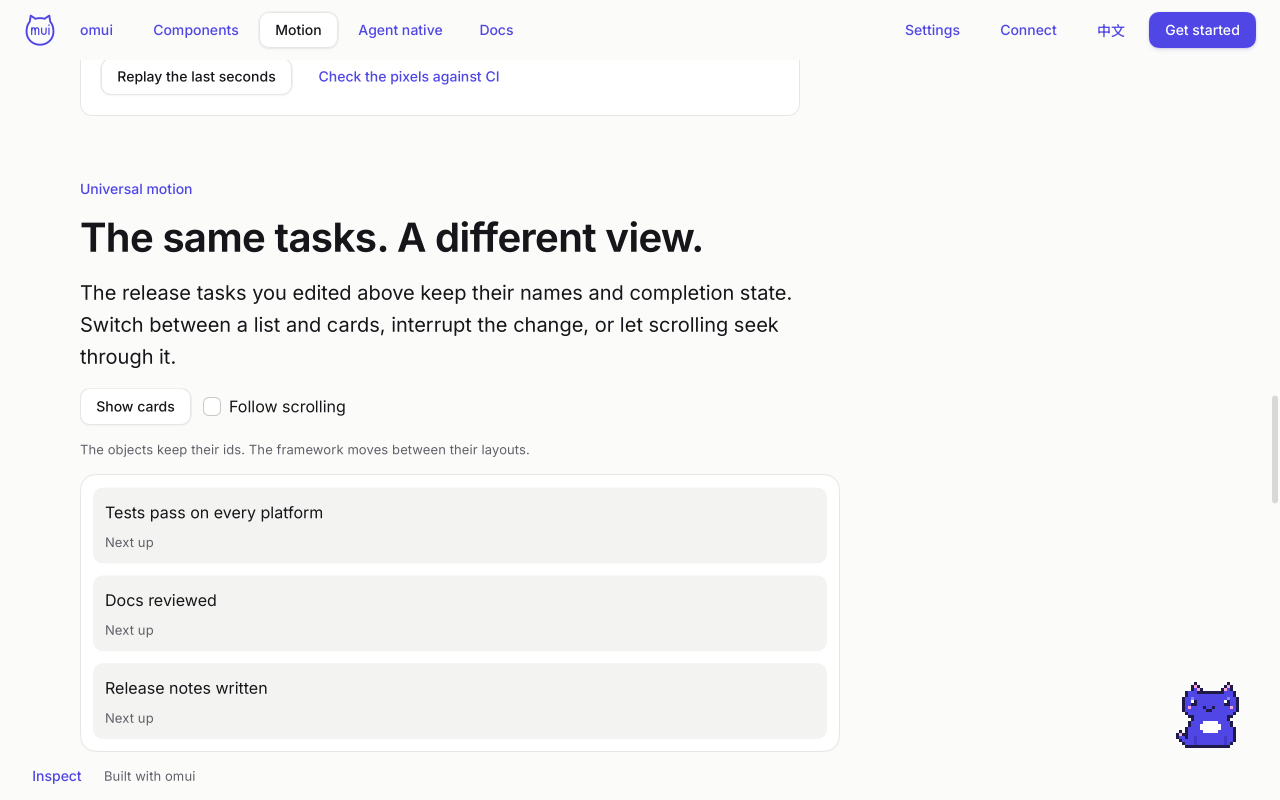 mui
omui
Components
Motion
Agent native
Docs
Settings
Connect
中文
Get started
Replay the last seconds
Check the pixels against CI
Universal motion
The same tasks. A different view.
The release tasks you edited above keep their names and completion state.
Switch between a list and cards, interrupt the change, or let scrolling seek
through it.
Show cards
Follow scrolling
The objects keep their ids. The framework moves between their layouts.
Tests pass on every platform
Next up
Docs reviewed
Next up
Release notes written
Next up
Inspect
Built with omui